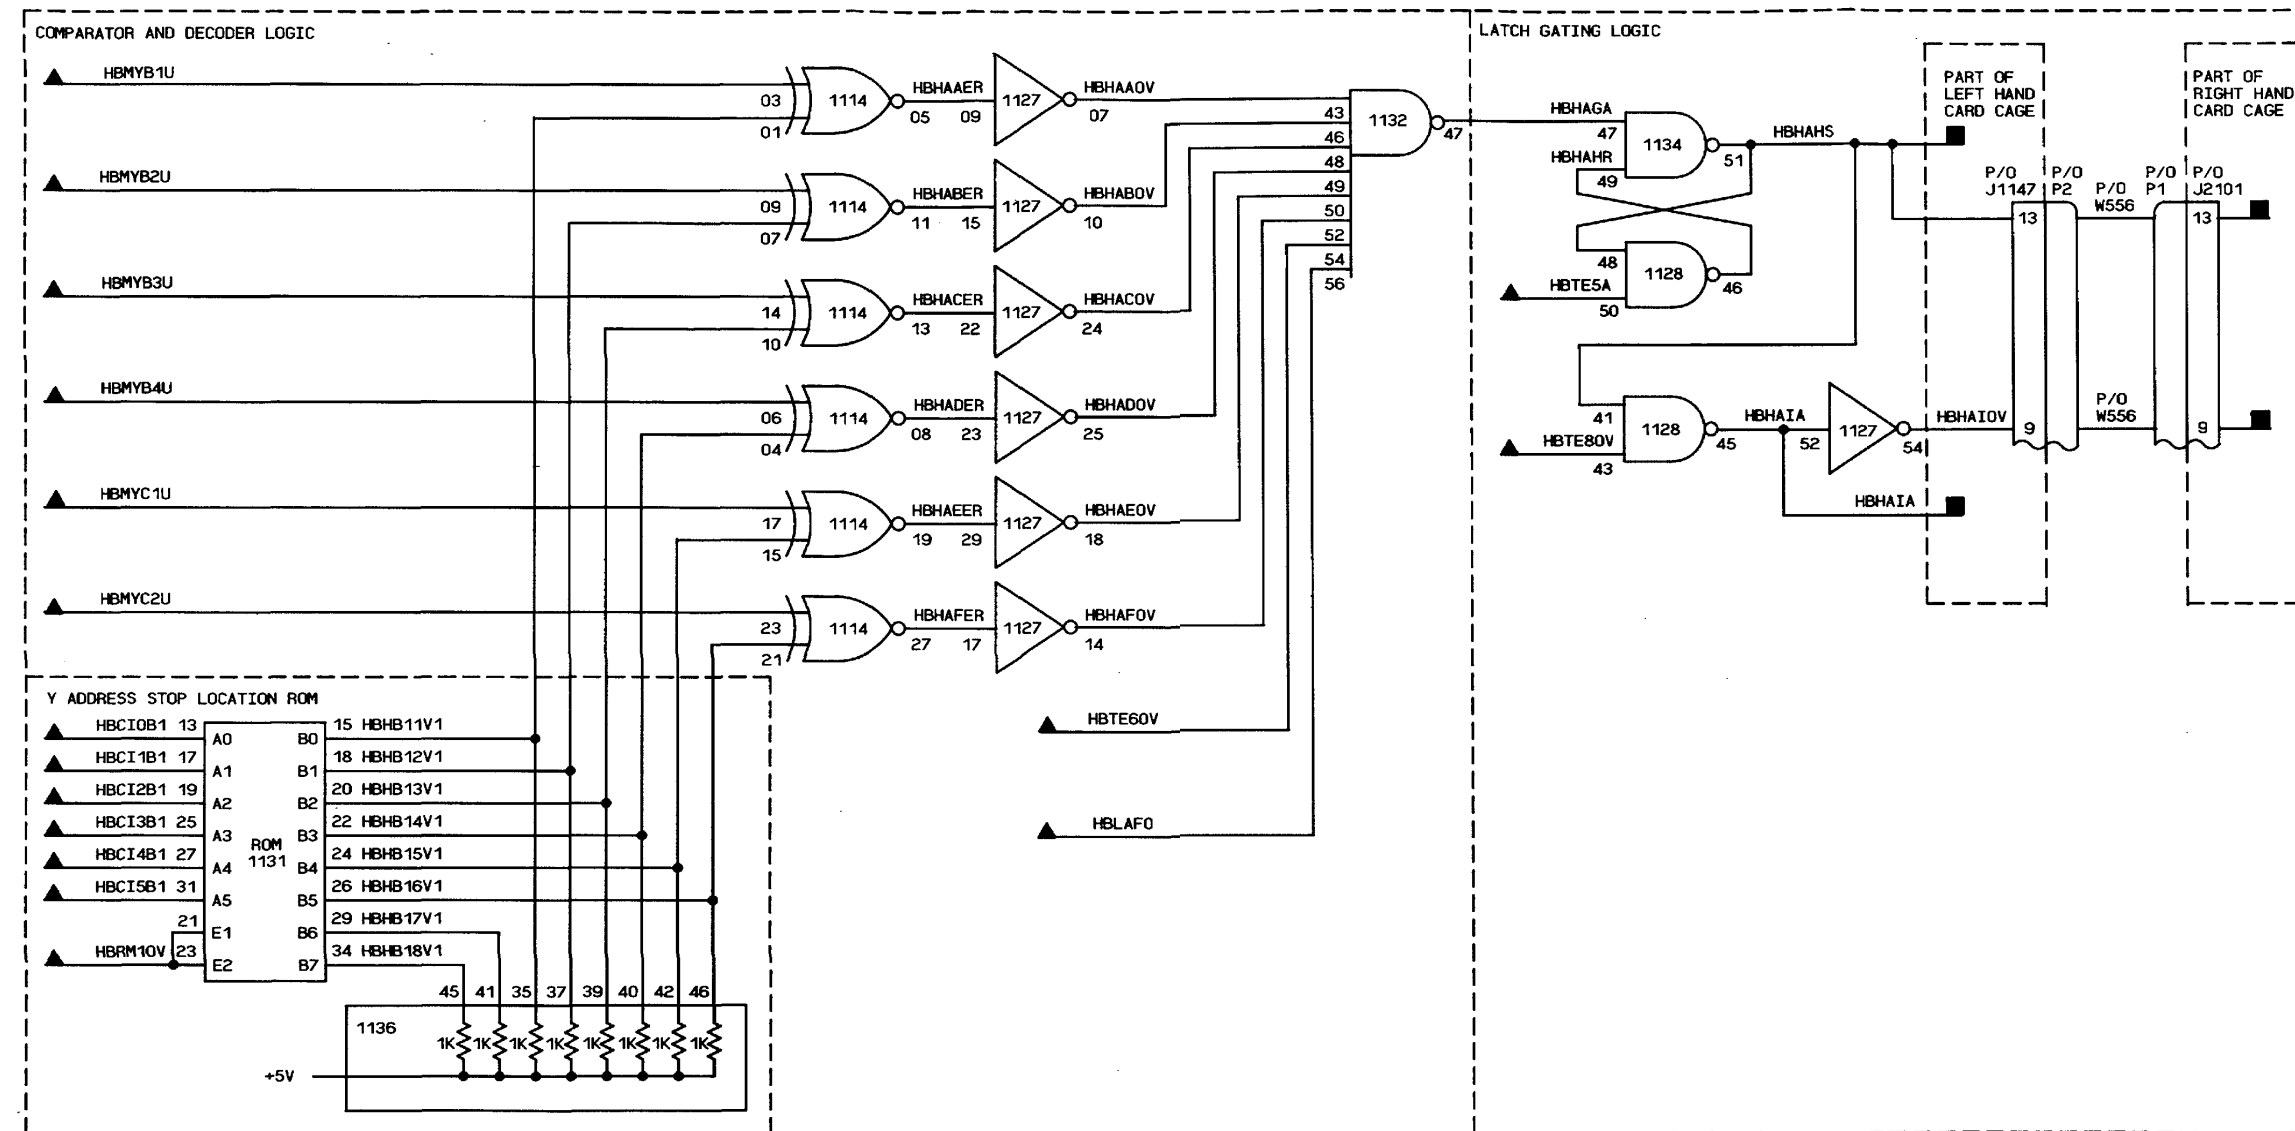 COMPARATOR AND DECODER LOGIC
HBMYB1U
03
01
1114
HBHAAER
05 09
1127
HBHAAOV
07
HBMYB2U
09
07
1114
HBHABER
11 15
1127
HBHABOV
10
HBMYB3U
14
10
1114
HBHACER
13 22
1127
HBHACOV
24
HBMYB4U
06
04
1114
HBHADER
08 23
1127
HBHADOV
25
HBMYC1U
17
15
1114
HBHAEER
19 29
1127
HBHAEOV
18
HBMYC2U
23
21
1114
HBHAFER
27 17
1127
HBHAFOV
14
43
46
48
49
50
52
54
56
1132
47
HBTE60V
HBLAFO
Y ADDRESS STOP LOCATION ROM
HBCI0B1 13 A0 B0 15 HBHB11V1
HBCI1B1 17 A1 B1 18 HBHB12V1
HBCI2B1 19 A2 B2 20 HBHB13V1
HBCI3B1 25 A3 B3 22 HBHB14V1
ROM
1131
HBCI4B1 27 A4 B4 24 HBHB15V1
HBCI5B1 31 A5 B5 26 HBHB16V1
21 E1 B6 29 HBHB17V1
HBRM10V 23 E2 B7 34 HBHB18V1
45 41 35 37 39 40 42 46
1136
1K 1K 1K 1K 1K 1K 1K 1K
+5V
LATCH GATING LOGIC
HBHAGA
47
HBHAHR
49
1134
51
HBHAHS
48
1128
46
HBTE5A
50
41
1128
45
HBTE80V
43
HBHAIA
52
1127
54
HBHAIOV
HBHAIA
PART OF
LEFT HAND
CARD CAGE
PART OF
RIGHT HAND
CARD CAGE
P/O
J1147
P/O
P2
P/O
W556
P/O
P1
P/O
J2101
13
13
P/O
W556
9
9